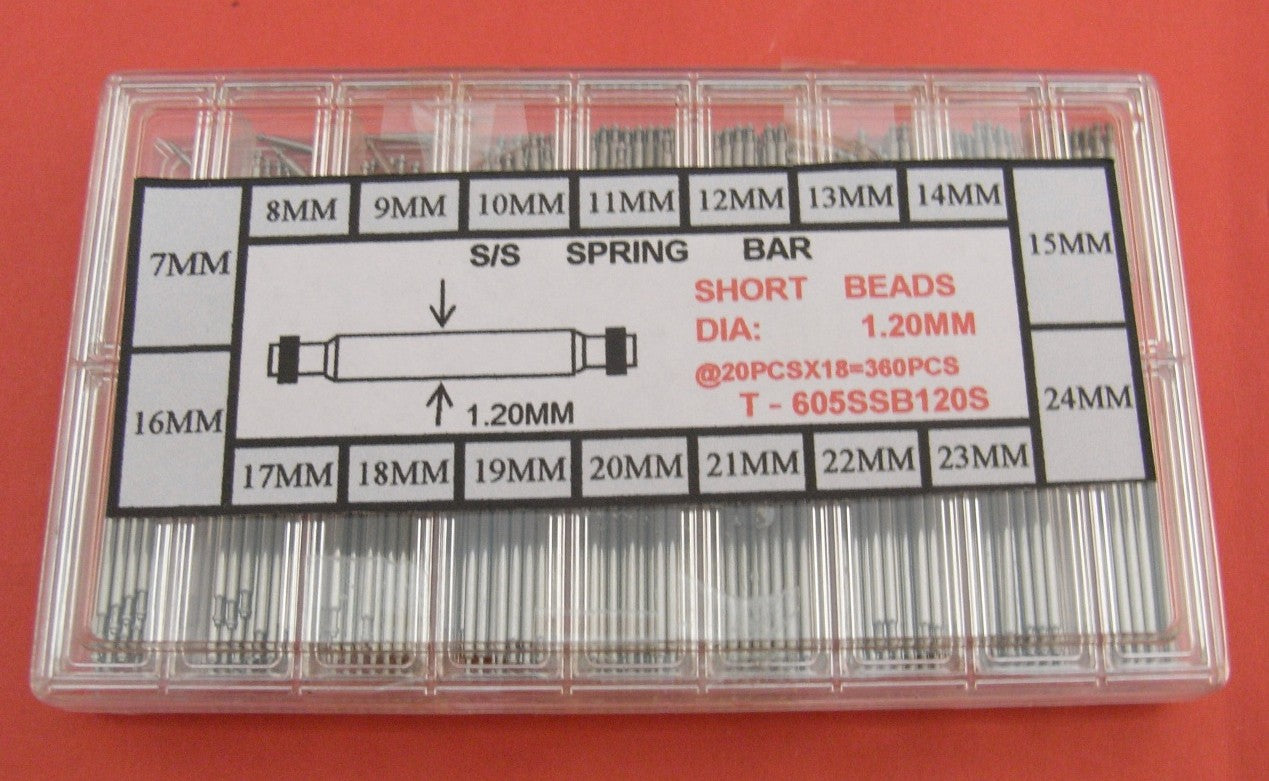 8MM 9MM 10MM 11MM 12MM 13MM 14MM
7MM 15MM
S/S SPRING BAR
SHORT BEADS
DIA: 1.20MM
@20PCSX18=360PCS
T - 605SSB120S
1.20MM
16MM 24MM
17MM 18MM 19MM 20MM 21MM 22MM 23MM